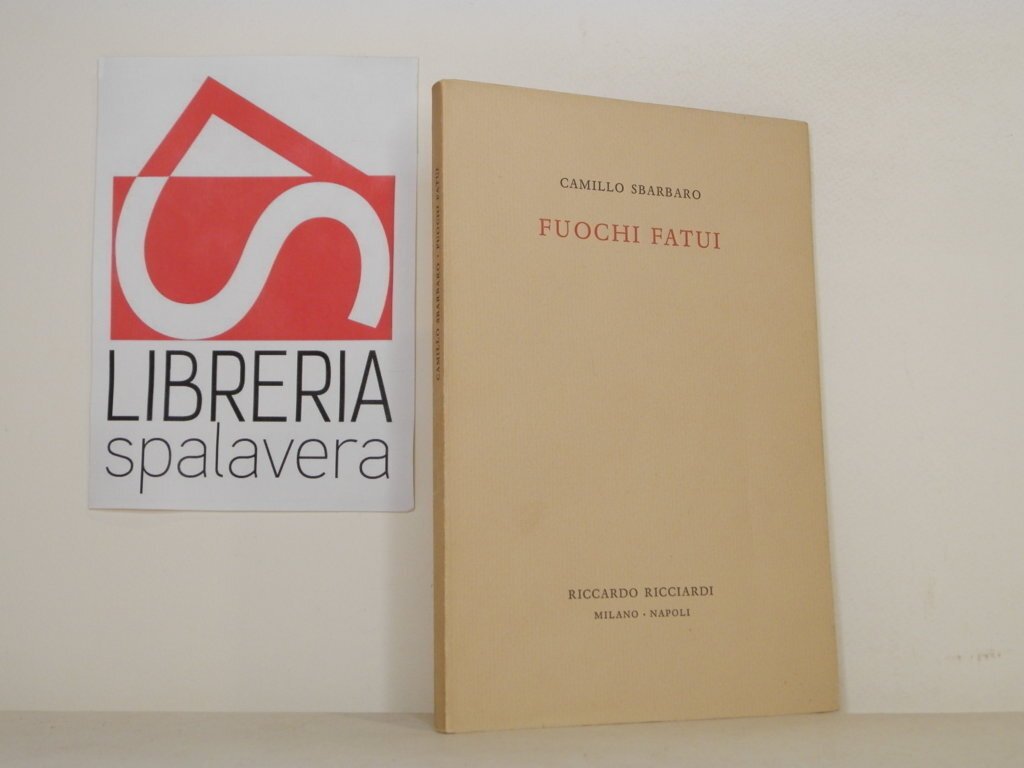 LIBRERIA
spalavera
CAMILLO SBARBARO · FUOCHI FATUI
CAMILLO SBARBARO
FUOCHI FATUI
RICCARDO RICCIARDI
MILANO · NAPOLI